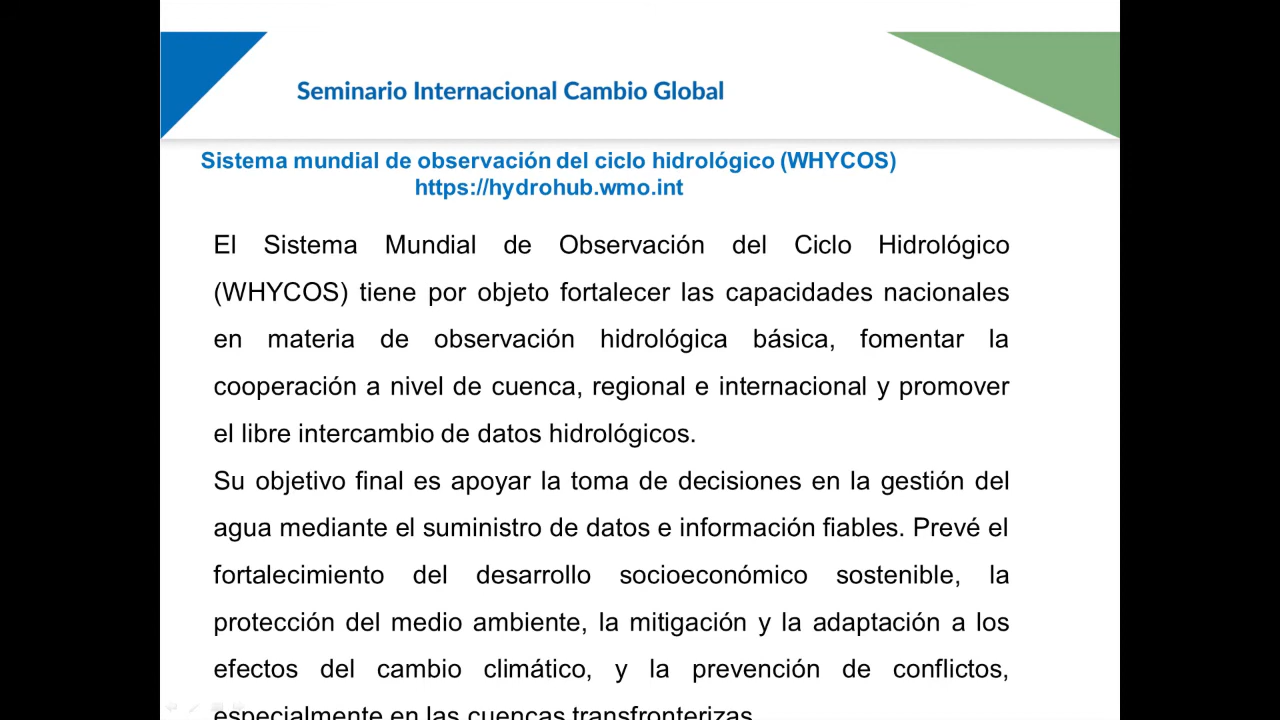 Seminario Internacional Cambio Global
Sistema mundial de observación del ciclo hidrológico (WHYCOS)
https://hydrohub.wmo.int
El Sistema Mundial de Observación del Ciclo Hidrológico
(WHYCOS) tiene por objeto fortalecer las capacidades nacionales
en materia de observación hidrológica básica, fomentar la
cooperación a nivel de cuenca, regional e internacional y promover
el libre intercambio de datos hidrológicos.
Su objetivo final es apoyar la toma de decisiones en la gestión del
agua mediante el suministro de datos e información fiables. Prevé el
fortalecimiento del desarrollo socioeconómico sostenible, la
protección del medio ambiente, la mitigación y la adaptación a los
efectos del cambio climático, y la prevención de conflictos,
especialmente en las cuencas transfronterizas